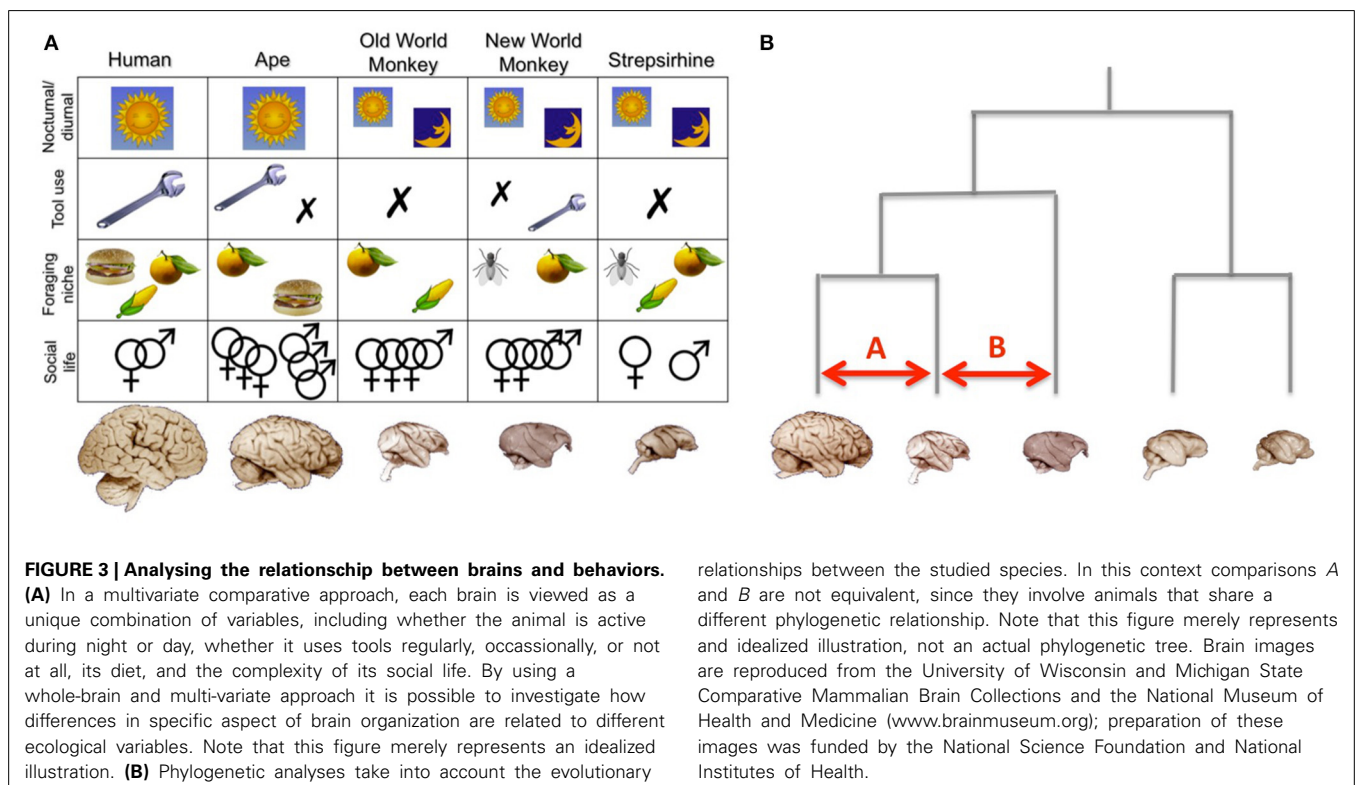 A
Human
Ape
Old World
Monkey
New World
Monkey
Strepsirhine
Nocturnal/
diurnal
Tool use
Foraging
niche
Social
life
B
A
B
FIGURE 3 | Analysing the relationschip between brains and behaviors.
(A) In a multivariate comparative approach, each brain is viewed as a
unique combination of variables, including whether the animal is active
during night or day, whether it uses tools regularly, occassionally, or not
at all, its diet, and the complexity of its social life. By using a
whole-brain and multi-variate approach it is possible to investigate how
differences in specific aspect of brain organization are related to different
ecological variables. Note that this figure merely represents an idealized
illustration. (B) Phylogenetic analyses take into account the evolutionary
relationships between the studied species. In this context comparisons A
and B are not equivalent, since they involve animals that share a
different phylogenetic relationship. Note that this figure merely represents
and idealized illustration, not an actual phylogenetic tree. Brain images
are reproduced from the University of Wisconsin and Michigan State
Comparative Mammalian Brain Collections and the National Museum of
Health and Medicine (www.brainmuseum.org); preparation of these
images was funded by the National Science Foundation and National
Institutes of Health.